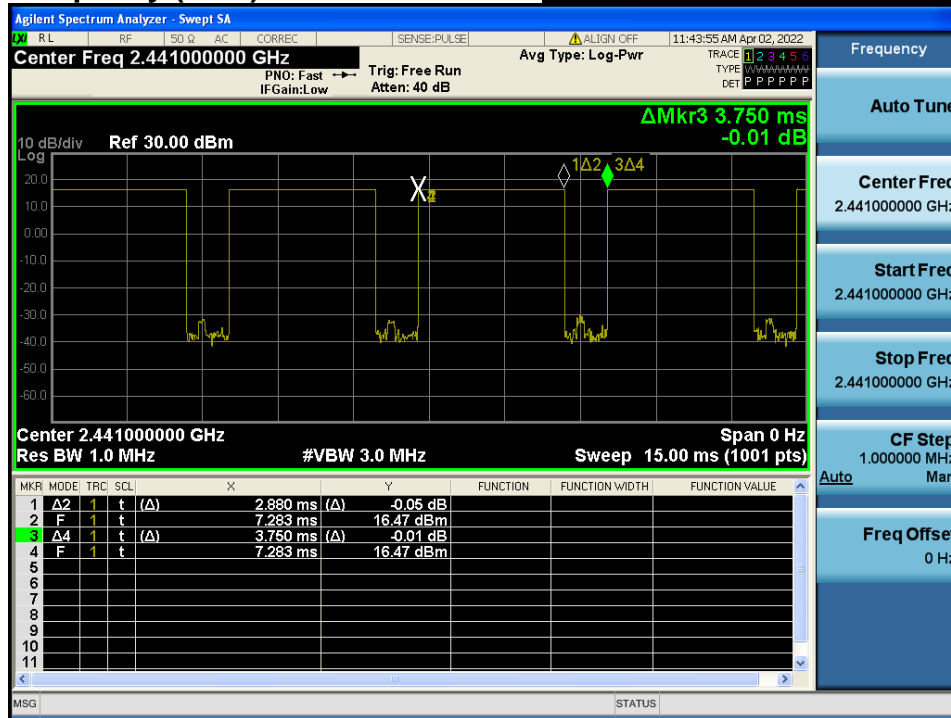 Agilent Spectrum Analyzer - Swept SA
LXI RL RF 50 Ω AC CORREC SENSE:PULSE ALIGN OFF 11:43:55 AM Apr 02, 2022
Center Freq 2.441000000 GHz
PNO: Fast
IFGain:Low
Trig: Free Run
Atten: 40 dB
Avg Type: Log-Pwr
TRACE 1 2 3 4 5 6
TYPE WWWWWW
DET P P P P P P
ΔMkr3 3.750 ms
-0.01 dB
10 dB/div Ref 30.00 dBm
Log
1Δ2 3Δ4
20.0
10.0
0.00
-10.0
-20.0
-30.0
-40.0
-50.0
-60.0
Center 2.441000000 GHz Span 0 Hz
Res BW 1.0 MHz #VBW 3.0 MHz Sweep 15.00 ms (1001 pts)
MKR MODE TRC SCL X Y FUNCTION FUNCTION WIDTH FUNCTION VALUE
1 Δ2 1 t (Δ) 2.880 ms (Δ) -0.05 dB
2 F 1 t 7.283 ms 16.47 dBm
3 Δ4 1 t (Δ) 3.750 ms (Δ) -0.01 dB
4 F 1 t 7.283 ms 16.47 dBm
5
6
7
8
9
10
11
MSG STATUS
Frequency
Auto Tune
Center Freq
2.441000000 GHz
Start Freq
2.441000000 GHz
Stop Freq
2.441000000 GHz
CF Step
1.000000 MHz
Auto Man
Freq Offset
0 Hz